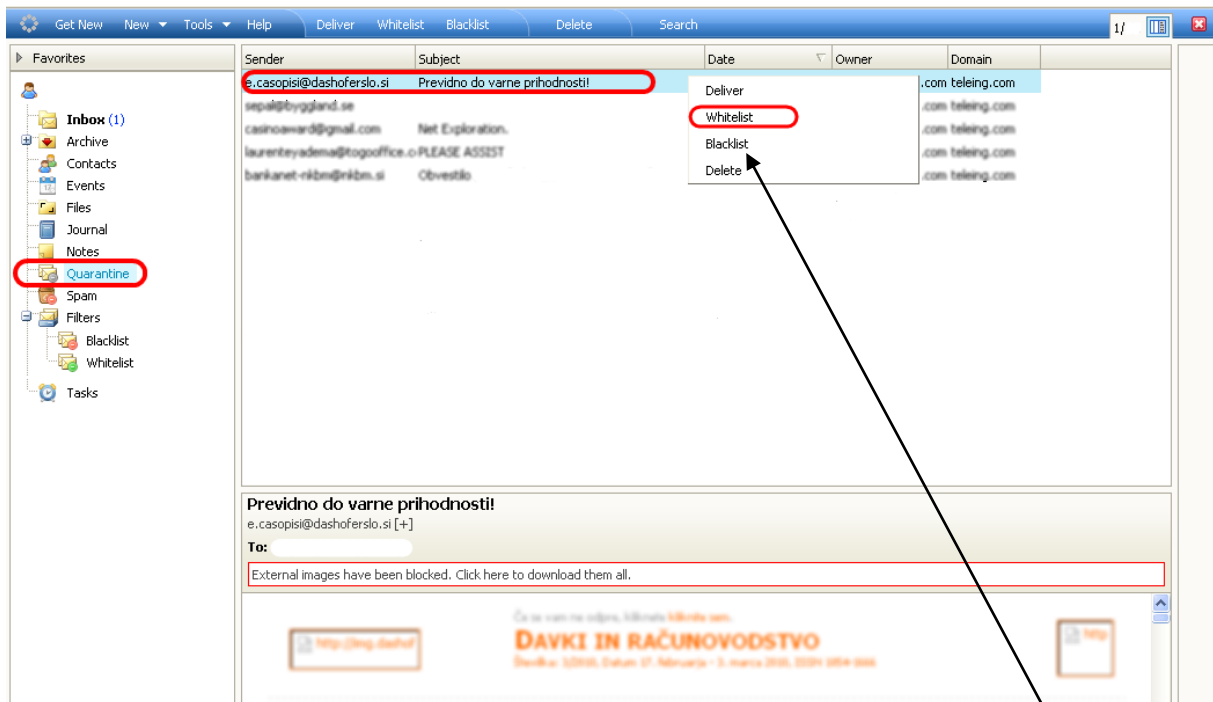 Get New New Tools Help Deliver Whitelist Blacklist Delete Search 1/
Favorites
Inbox (1)
Archive
Contacts
Events
Files
Journal
Notes
Quarantine
Spam
Filters
Blacklist
Whitelist
Tasks
Sender Subject Date Owner Domain
e.casopisi@dashoferslo.si Previdno do varne prihodnosti! .com teleing.com
sepal@byggland.se .com teleing.com
casinoaward@gmail.com Net Exploration. .com teleing.com
laurenteyadema@togooffice.c PLEASE ASSIST .com teleing.com
bankanet-nkbm@nkbm.si Obvestilo .com teleing.com
Deliver
Whitelist
Blacklist
Delete
Previdno do varne prihodnosti!
e.casopisi@dashoferslo.si [+]
To:
External images have been blocked. Click here to download them all.
DAVKI IN RAČUNOVODSTVO